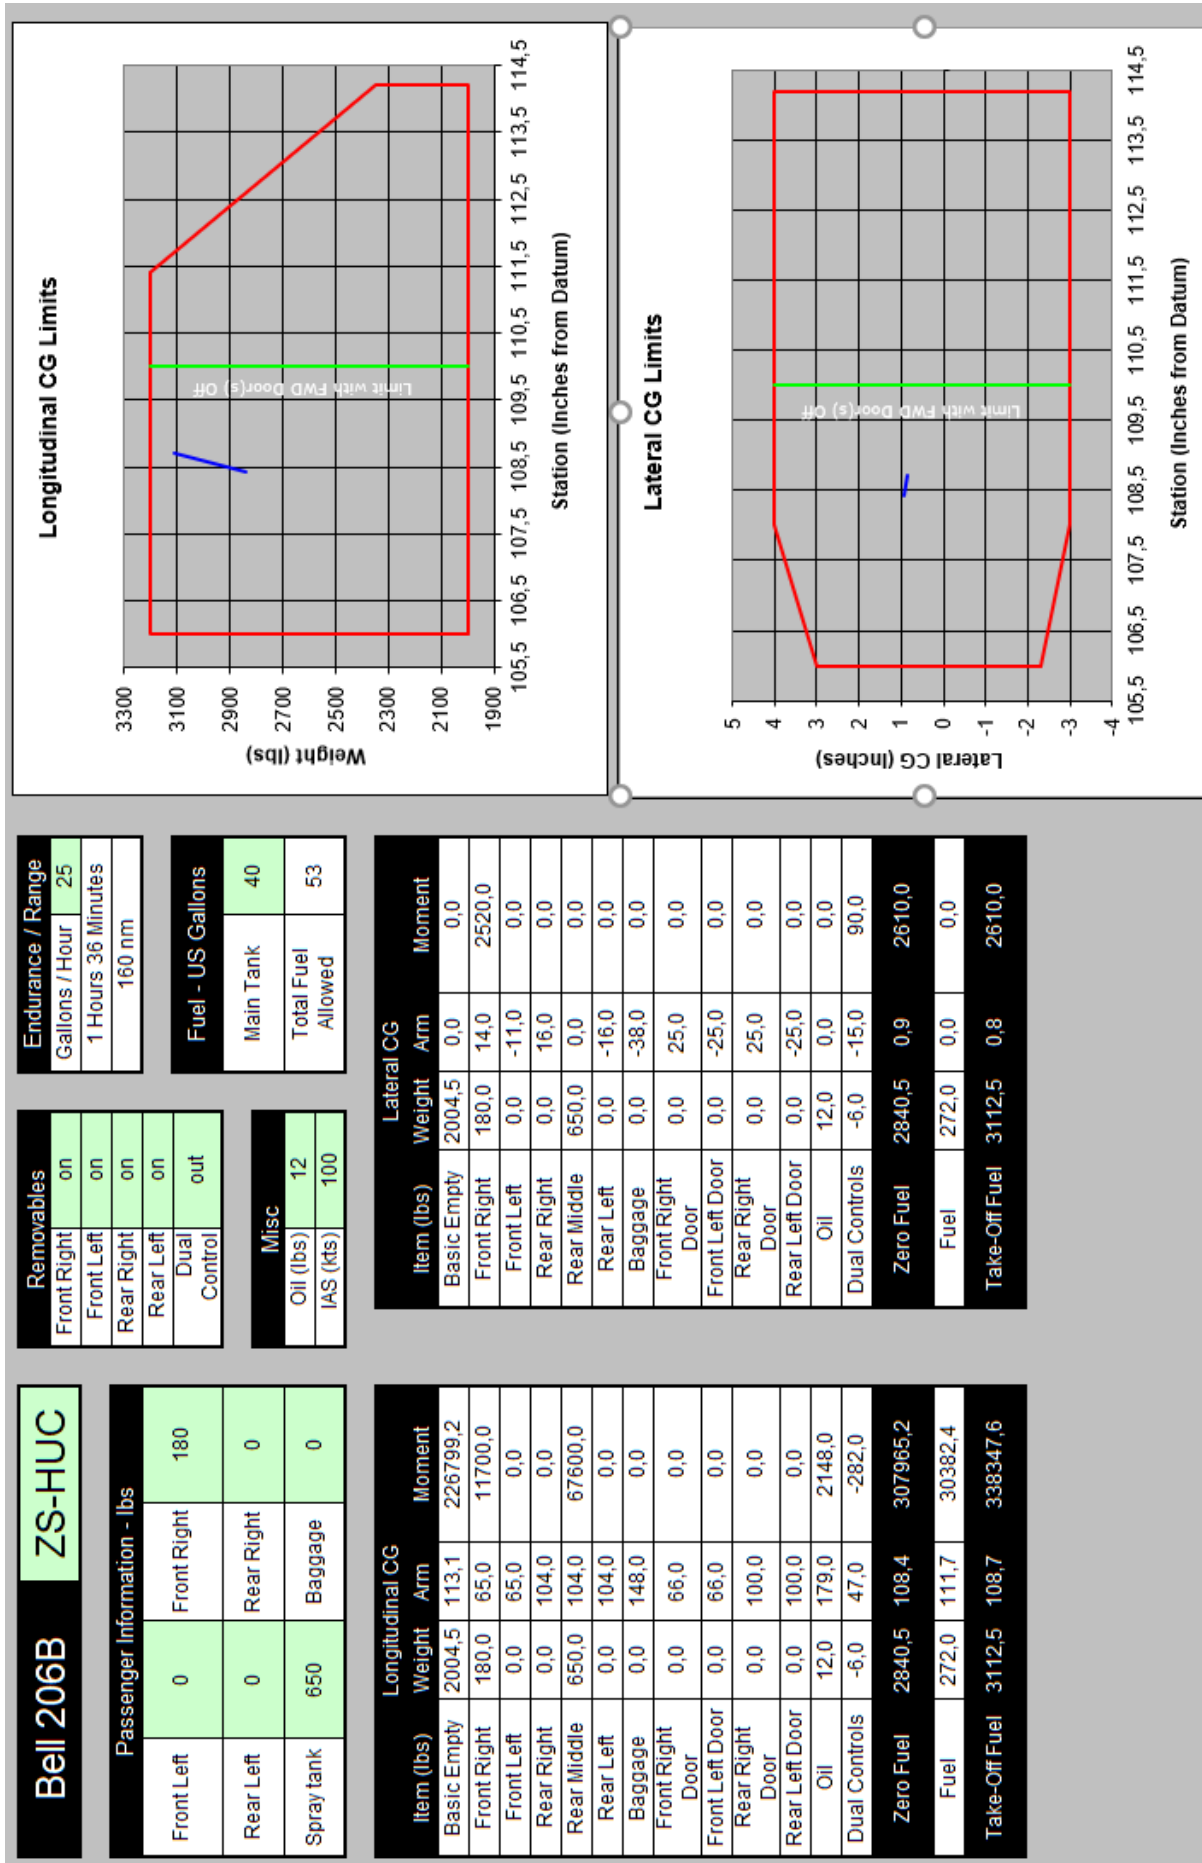 Bell 206B ZS-HUC
Passenger Information - lbs
Front Left 0 Front Right 180
Rear Left 0 Rear Right 0
Spray tank 650 Baggage 0
Removables
Front Right on
Front Left on
Rear Right on
Rear Left on
Dual
Control out
Misc
Oil (lbs) 12
IAS (kts) 100
Endurance / Range
Gallons / Hour 25
1 Hours 36 Minutes
160 nm
Fuel - US Gallons
Main Tank 40
Total Fuel
Allowed 53
Longitudinal CG
Item (lbs) Weight Arm Moment
Basic Empty 2004,5 113,1 226799,2
Front Right 180,0 65,0 11700,0
Front Left 0,0 65,0 0,0
Rear Right 0,0 104,0 0,0
Rear Middle 650,0 104,0 67600,0
Rear Left 0,0 104,0 0,0
Baggage 0,0 148,0 0,0
Front Right
Door 0,0 66,0 0,0
Front Left Door 0,0 66,0 0,0
Rear Right
Door 0,0 100,0 0,0
Rear Left Door 0,0 100,0 0,0
Oil 12,0 179,0 2148,0
Dual Controls -6,0 47,0 -282,0
Zero Fuel 2840,5 108,4 307965,2
Fuel 272,0 111,7 30382,4
Take-Off Fuel 3112,5 108,7 338347,6
Lateral CG
Item (lbs) Weight Arm Moment
Basic Empty 2004,5 0,0 0,0
Front Right 180,0 14,0 2520,0
Front Left 0,0 -11,0 0,0
Rear Right 0,0 16,0 0,0
Rear Middle 650,0 0,0 0,0
Rear Left 0,0 -16,0 0,0
Baggage 0,0 -38,0 0,0
Front Right
Door 0,0 25,0 0,0
Front Left Door 0,0 -25,0 0,0
Rear Right
Door 0,0 25,0 0,0
Rear Left Door 0,0 -25,0 0,0
Oil 12,0 0,0 0,0
Dual Controls -6,0 -15,0 90,0
Zero Fuel 2840,5 0,9 2610,0
Fuel 272,0 0,0 0,0
Take-Off Fuel 3112,5 0,8 2610,0
Longitudinal CG Limits
Weight (lbs)
3300
3100
2900
2700
2500
2300
2100
1900
Limit with FWD Door(s) Off
105,5 106,5 107,5 108,5 109,5 110,5 111,5 112,5 113,5 114,5
Station (Inches from Datum)
Lateral CG Limits
Lateral CG (Inches)
5
4
3
2
1
0
-1
-2
-3
-4
Limit with FWD Door(s) Off
105,5 106,5 107,5 108,5 109,5 110,5 111,5 112,5 113,5 114,5
Station (Inches from Datum)